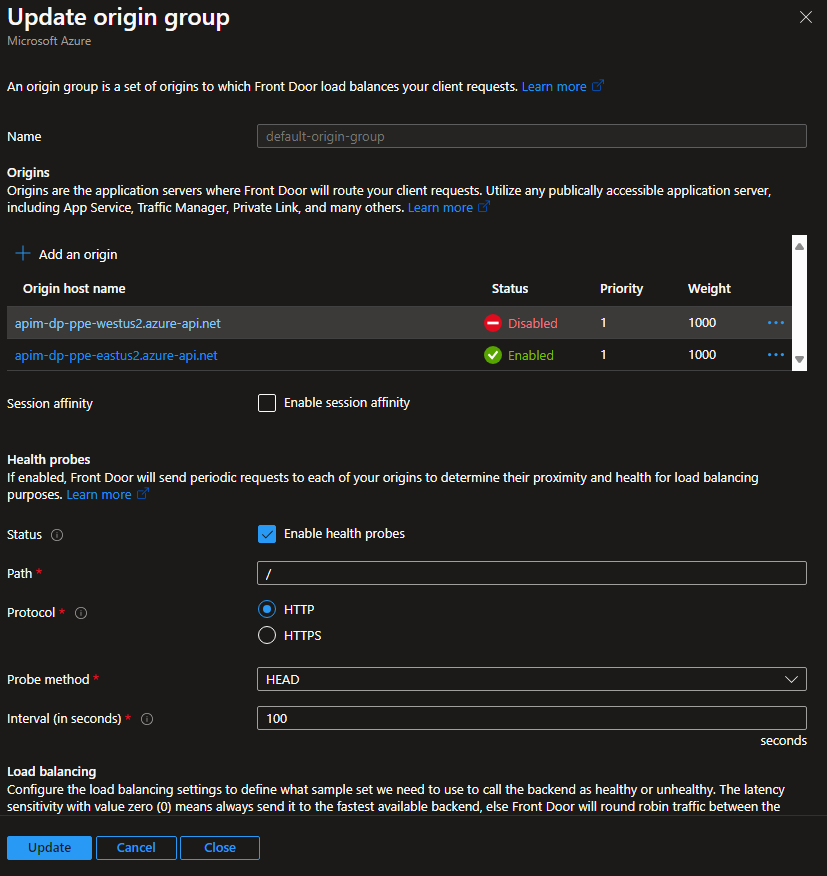 Update origin group
Microsoft Azure
An origin group is a set of origins to which Front Door load balances your client requests. Learn more
Name
default-origin-group
Origins
Origins are the application servers where Front Door will route your client requests. Utilize any publically accessible application server,
including App Service, Traffic Manager, Private Link, and many others. Learn more
Add an origin
Origin host name Status Priority Weight
apim-dp-ppe-westus2.azure-api.net Disabled 1 1000 ...
apim-dp-ppe-eastus2.azure-api.net Enabled 1 1000 ...
Session affinity Enable session affinity
Health probes
If enabled, Front Door will send periodic requests to each of your origins to determine their proximity and health for load balancing
purposes. Learn more
Status Enable health probes
Path * /
Protocol * HTTP
HTTPS
Probe method * HEAD
Interval (in seconds) * 100
seconds
Load balancing
Configure the load balancing settings to define what sample set we need to use to call the backend as healthy or unhealthy. The latency
sensitivity with value zero (0) means always send it to the fastest available backend, else Front Door will round robin traffic between the
Update Cancel Close